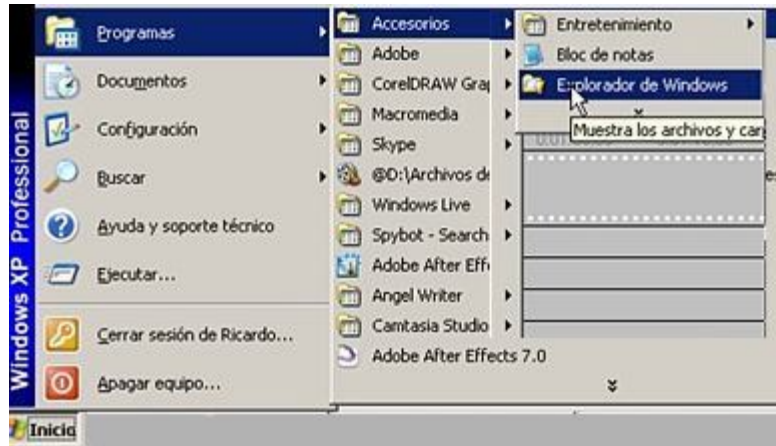 Windows XP Professional
Programas
Documentos
Configuración
Buscar
Ayuda y soporte técnico
Ejecutar...
Cerrar sesión de Ricardo...
Apagar equipo...
Inicio
Accesorios
Adobe
CorelDRAW Gra
Macromedia
Skype
@D:\Archivos de
Windows Live
Spybot - Search
Adobe After Eff
Angel Writer
Camtasia Studio
Adobe After Effects 7.0
Entretenimiento
Bloc de notas
Explorador de Windows
Muestra los archivos y car